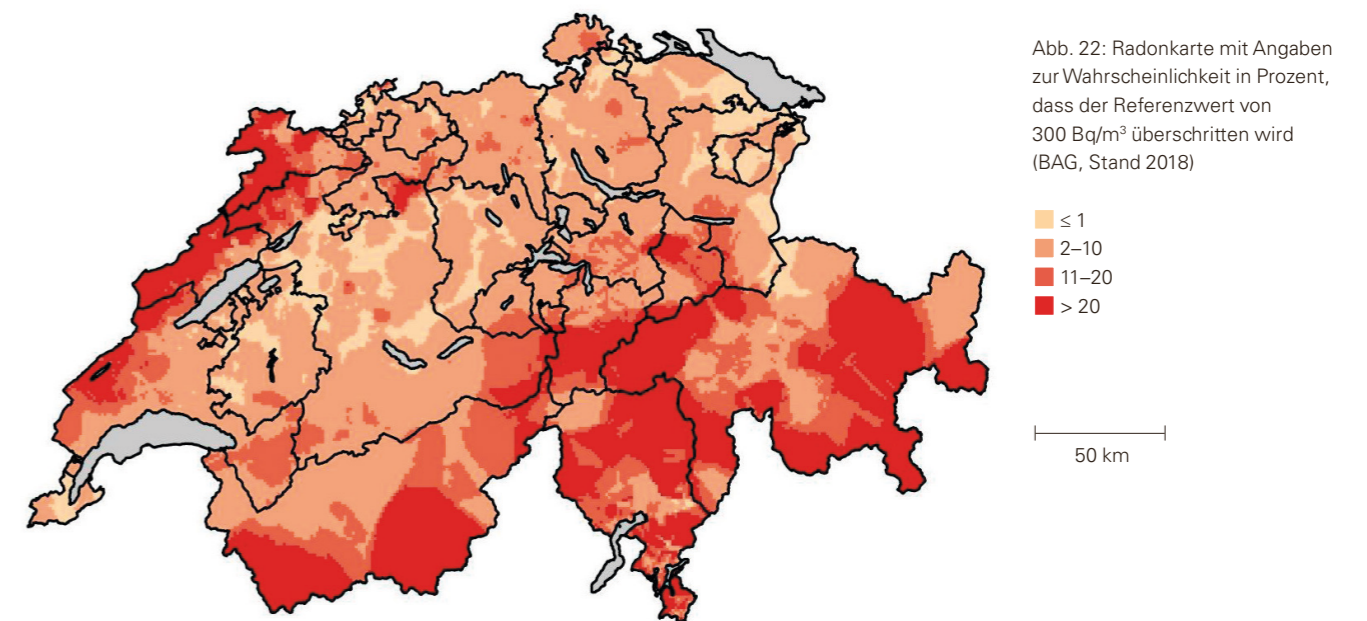 Abb. 22: Radonkarte mit Angaben
zur Wahrscheinlichkeit in Prozent,
dass der Referenzwert von
300 Bq/m³ überschritten wird
(BAG, Stand 2018)
≤ 1
2–10
11–20
> 20
50 km